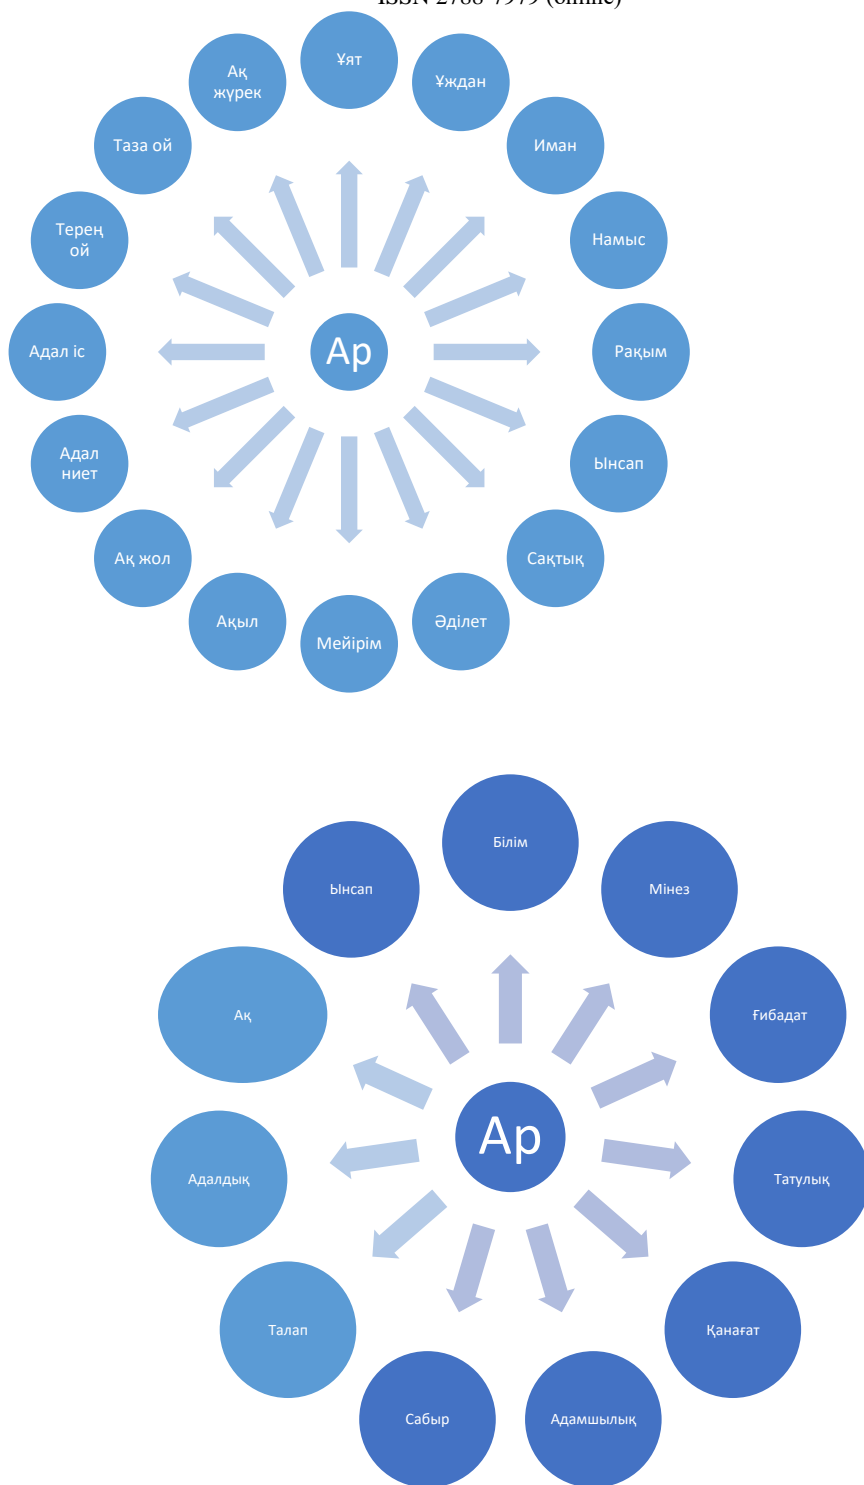 ISSN 2788-7979 (online)
Ұят
Ұждан
Иман
Намыс
Рақым
Ынсап
Сақтық
Әділет
Мейірім
Ақыл
Ақ жол
Адал
ниет
Адал іс
Терең
ой
Таза ой
Ақ
жүрек
Ар
Білім
Мінез
Ғибадат
Татулық
Қанағат
Адамшылық
Сабыр
Талап
Адалдық
Ақ
Ынсап
Ар